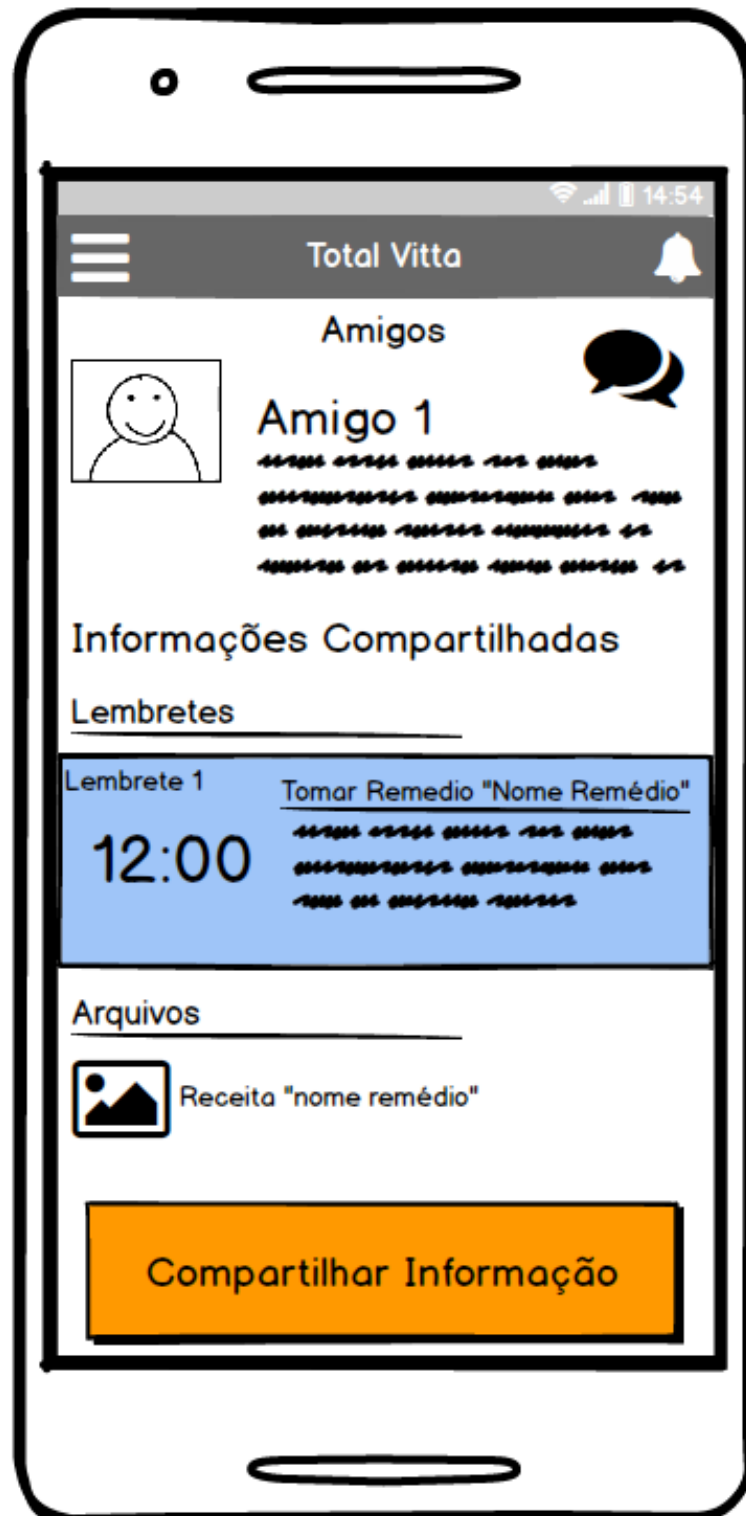 14:54
Total Vitta
Amigos
Amigo 1
Informações Compartilhadas
Lembretes
Lembrete 1
Tomar Remedio "Nome Remédio"
12:00
Arquivos
Receita "nome remédio"
Compartilhar Informação